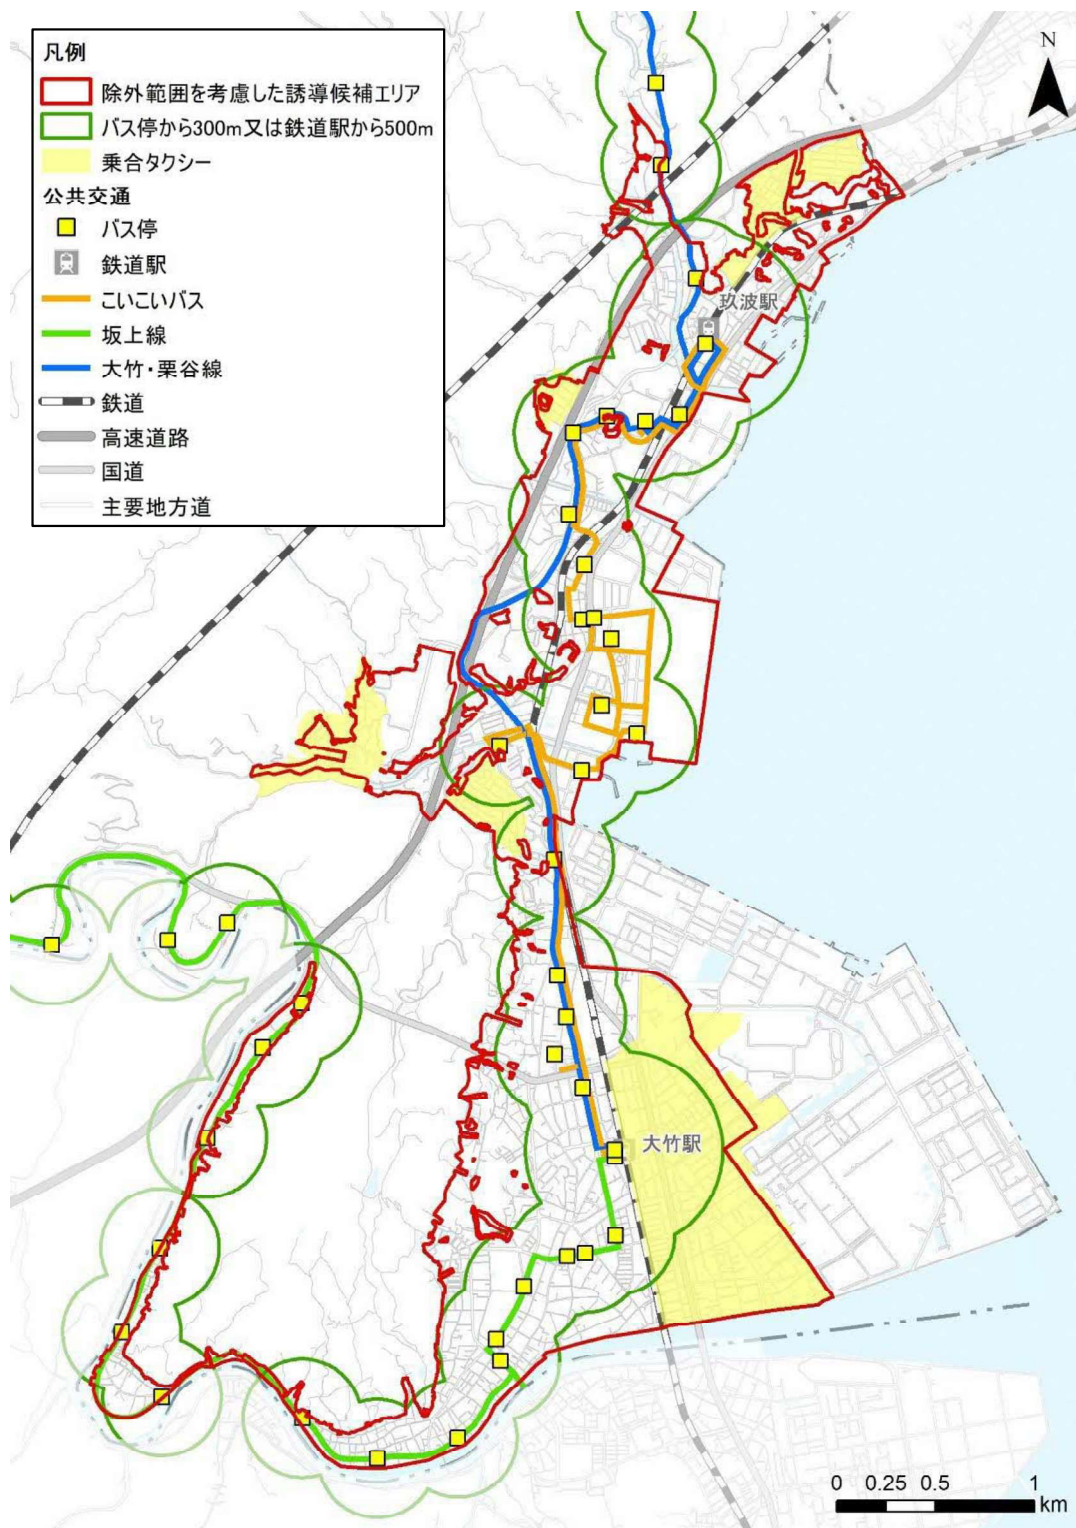 凡例
除外範囲を考慮した誘導候補エリア
バス停から300m又は鉄道駅から500m
乗合タクシー
公共交通
バス停
鉄道駅
こいこいバス
坂上線
大竹・栗谷線
鉄道
高速道路
国道
主要地方道
N
玖波駅
大竹駅
0 0.25 0.5 1
km